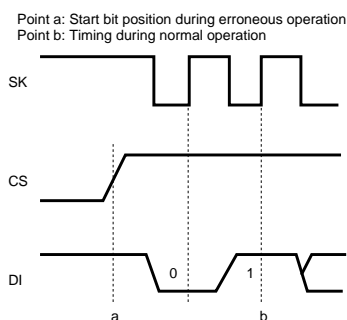 Point a: Start bit position during erroneous operation
Point b: Timing during normal operation
SK
CS
DI
0
1
a
b